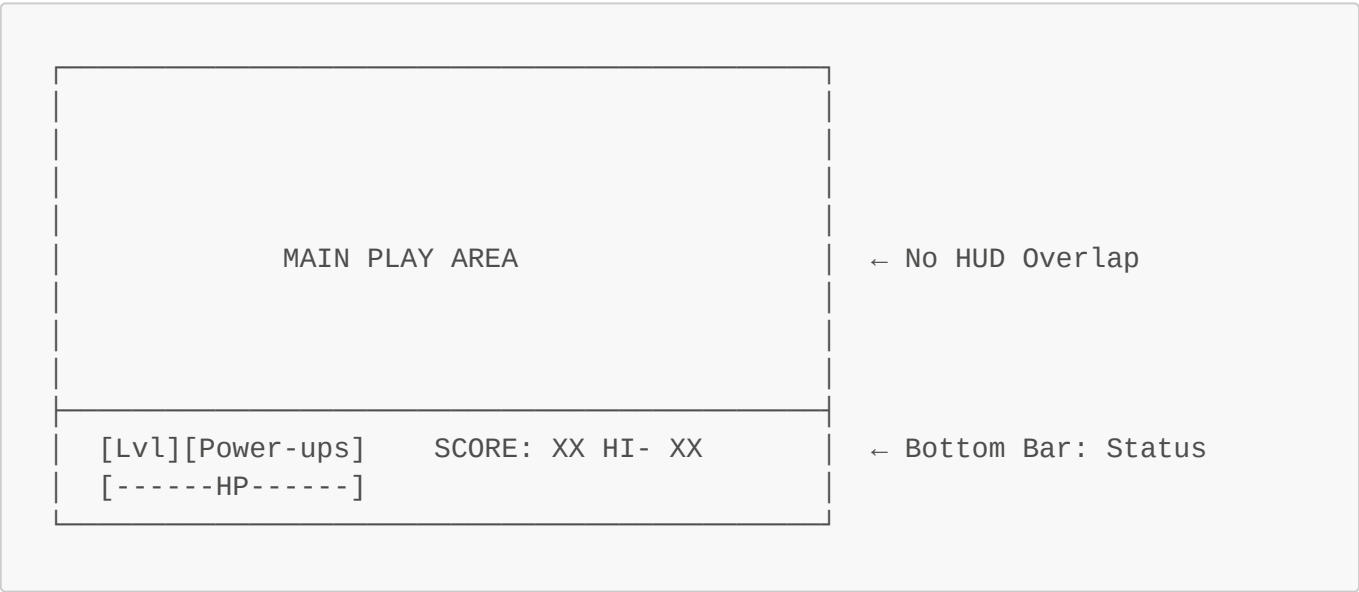 MAIN PLAY AREA ← No HUD Overlap
[Lvl][Power-ups] SCORE: XX HI- XX ← Bottom Bar: Status
[------HP------]